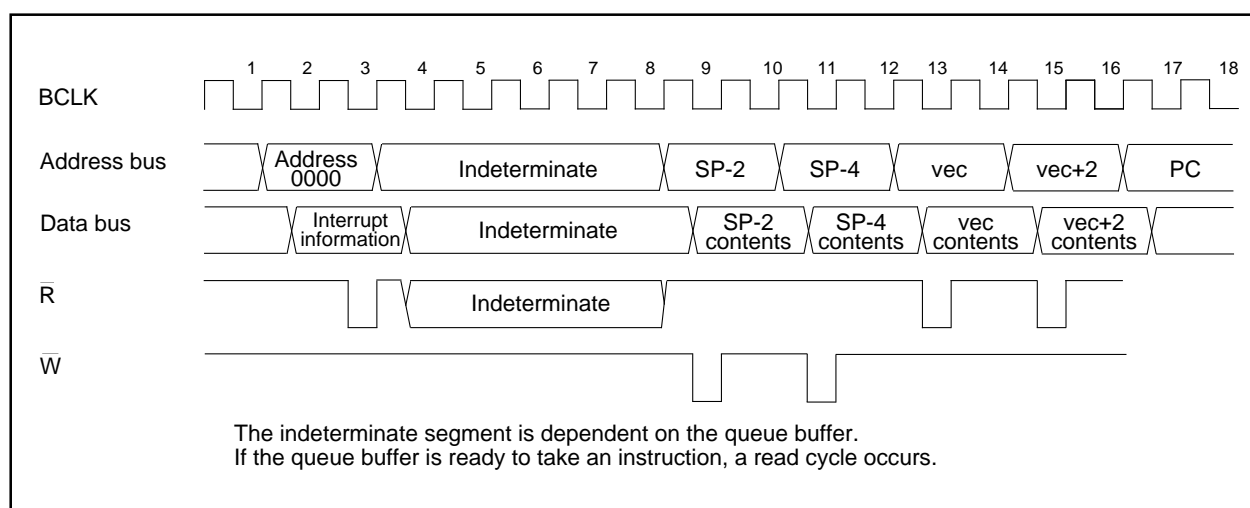 1 2 3 4 5 6 7 8 9 10 11 12 13 14 15 16 17 18
BCLK
Address bus
Address
0000
Indeterminate
SP-2
SP-4
vec
vec+2
PC
Data bus
Interrupt
information
Indeterminate
SP-2
contents
SP-4
contents
vec
contents
vec+2
contents
R̅
Indeterminate
W̅
The indeterminate segment is dependent on the queue buffer.
If the queue buffer is ready to take an instruction, a read cycle occurs.